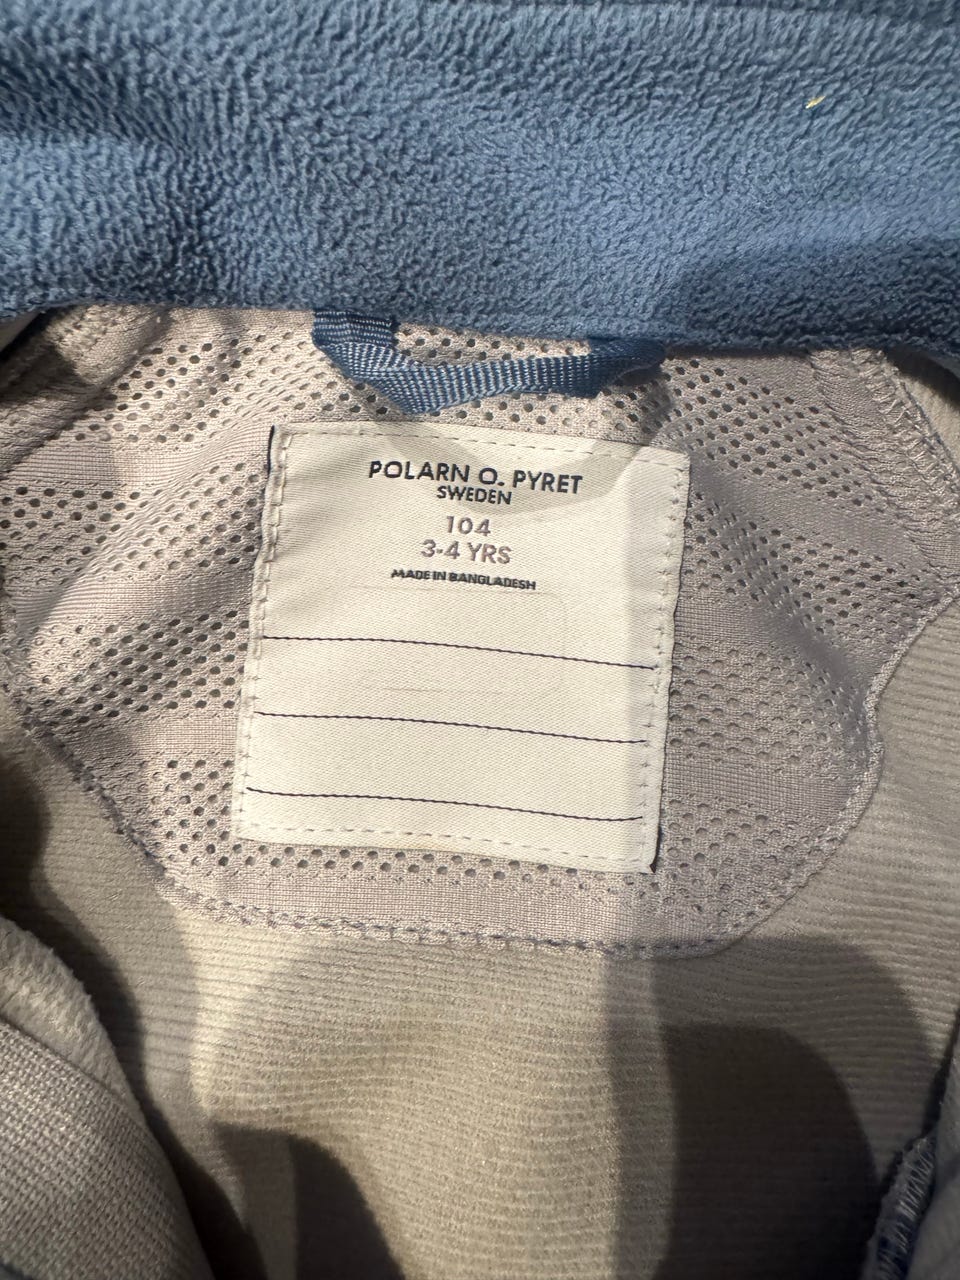 POLARN O. PYRET
SWEDEN
104
3-4 YRS
MADE IN BANGLADESH